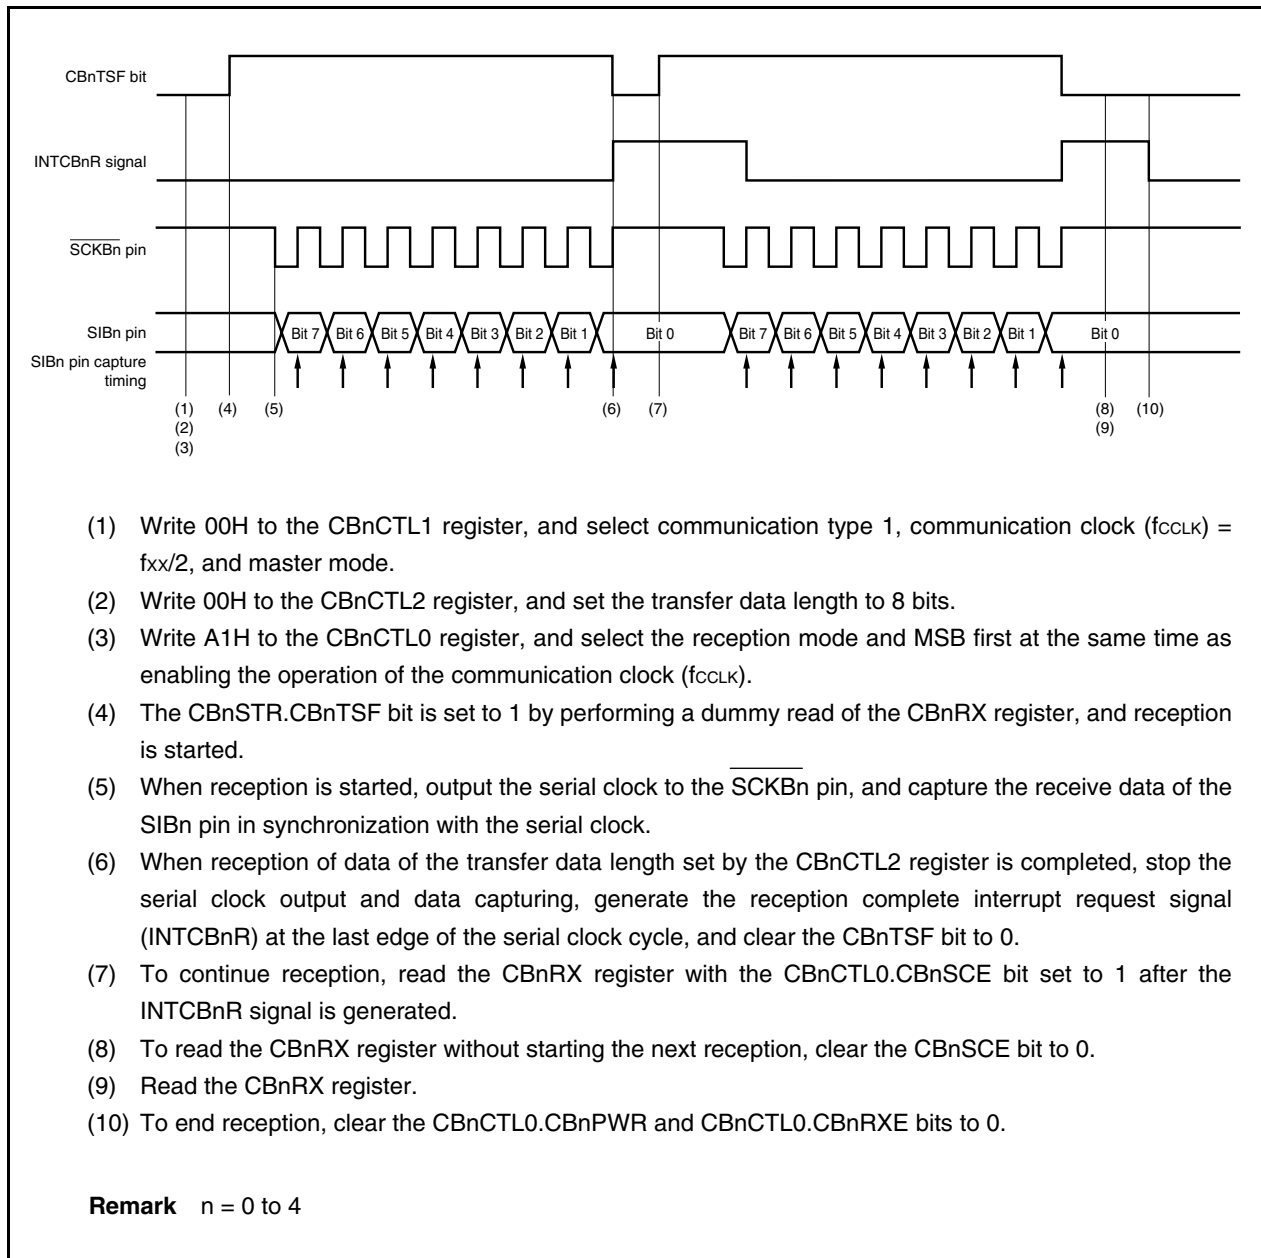 CBnTSF bit
INTCBnR signal
SCKBn pin
SIBn pin
Bit 7 Bit 6 Bit 5 Bit 4 Bit 3 Bit 2 Bit 1 Bit 0 Bit 7 Bit 6 Bit 5 Bit 4 Bit 3 Bit 2 Bit 1 Bit 0
SIBn pin capture
timing
(1) (4) (5) (6) (7) (8) (10)
(2) (9)
(3)
(1) Write 00H to the CBnCTL1 register, and select communication type 1, communication clock (fCCLK) =
fXX/2, and master mode.
(2) Write 00H to the CBnCTL2 register, and set the transfer data length to 8 bits.
(3) Write A1H to the CBnCTL0 register, and select the reception mode and MSB first at the same time as
enabling the operation of the communication clock (fCCLK).
(4) The CBnSTR.CBnTSF bit is set to 1 by performing a dummy read of the CBnRX register, and reception
is started.
(5) When reception is started, output the serial clock to the SCKBn pin, and capture the receive data of the
SIBn pin in synchronization with the serial clock.
(6) When reception of data of the transfer data length set by the CBnCTL2 register is completed, stop the
serial clock output and data capturing, generate the reception complete interrupt request signal
(INTCBnR) at the last edge of the serial clock cycle, and clear the CBnTSF bit to 0.
(7) To continue reception, read the CBnRX register with the CBnCTL0.CBnSCE bit set to 1 after the
INTCBnR signal is generated.
(8) To read the CBnRX register without starting the next reception, clear the CBnSCE bit to 0.
(9) Read the CBnRX register.
(10) To end reception, clear the CBnCTL0.CBnPWR and CBnCTL0.CBnRXE bits to 0.
Remark n = 0 to 4